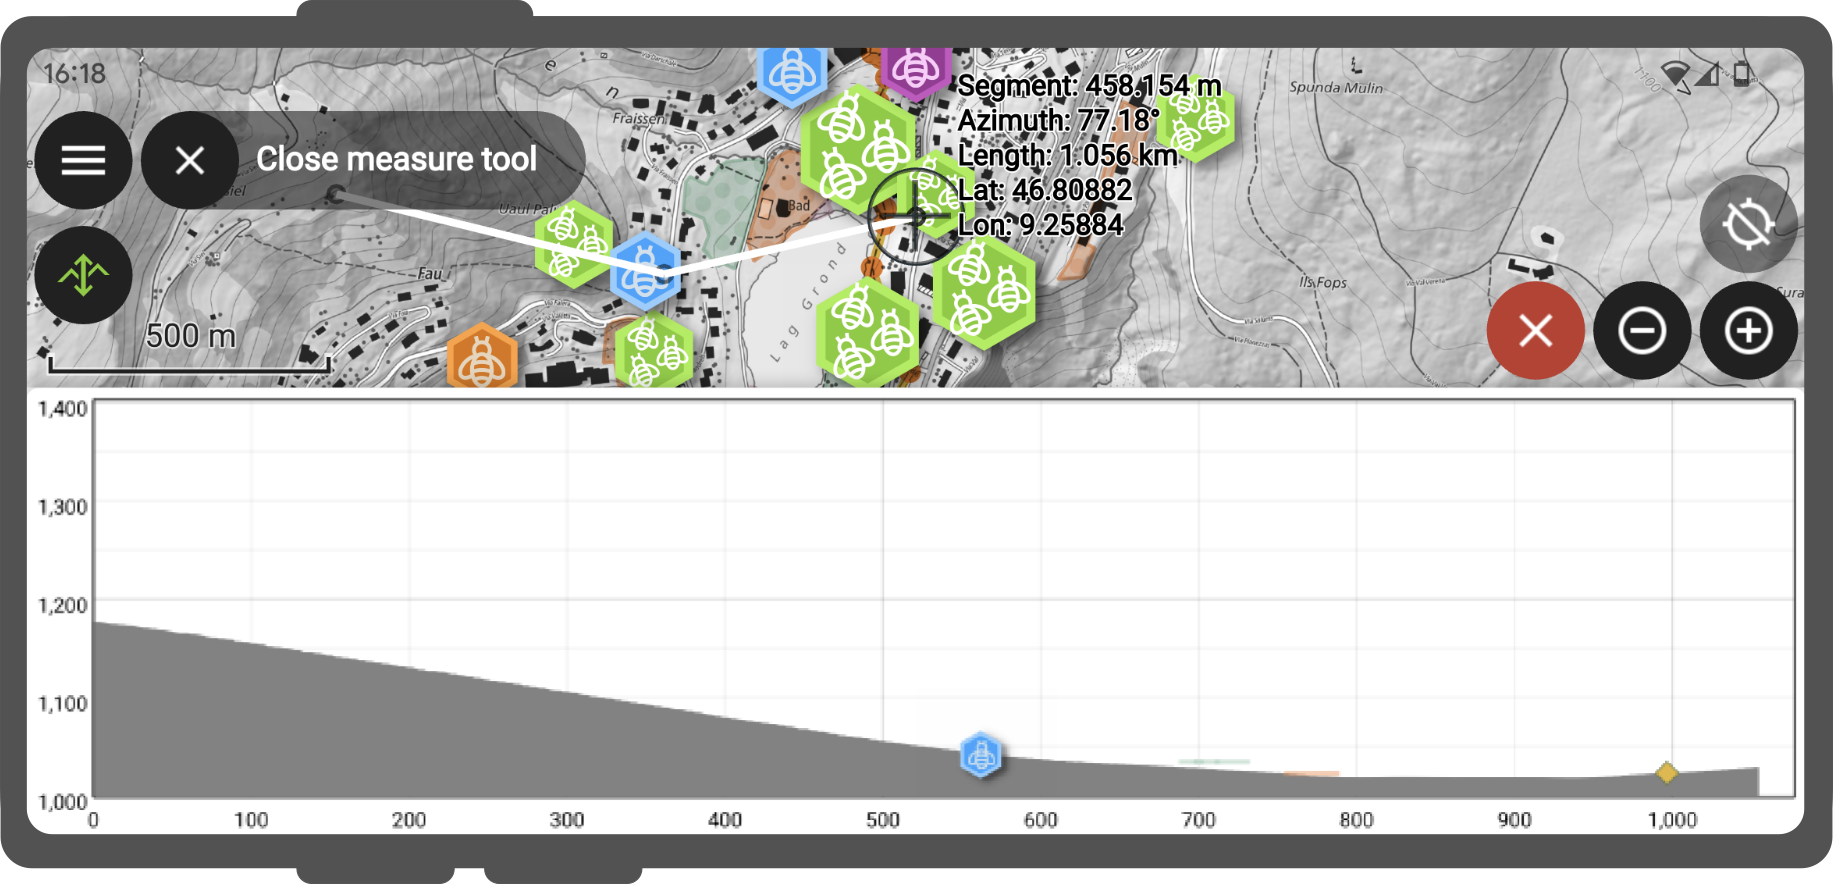 16:18
e
n
Fraissen
Spunda Mulin
1100
Segment: 458.154 m
Azimuth: 77.18°
Length: 1.056 km
Lat: 46.80882
Lon: 9.25884
Close measure tool
Bad
Fau
Lag Grond
Ils Fops
500 m
1,400
1,300
1,200
1,100
1,000
0 100 200 300 400 500 600 700 800 900 1,000